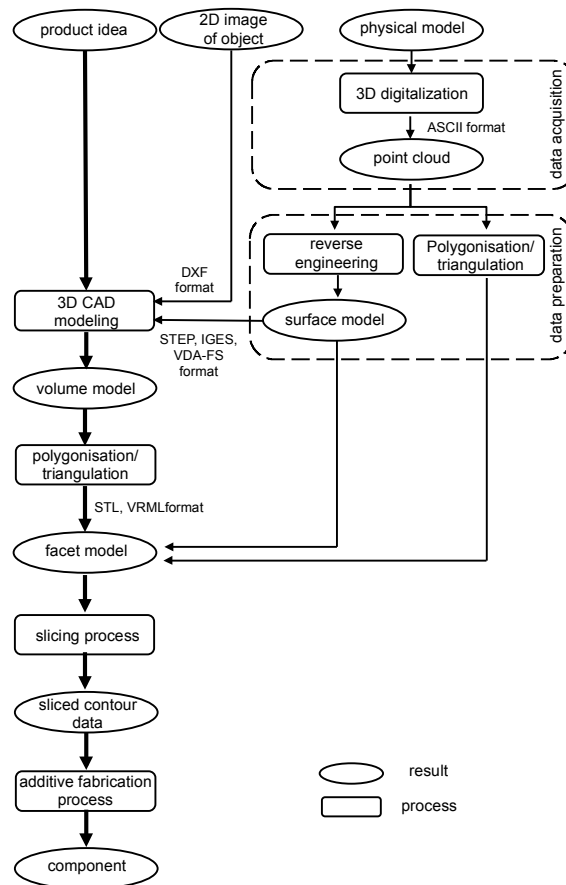 product idea
2D image
of object
physical model
3D digitalization
ASCII format
point cloud
data acquisition
reverse
engineering
Polygonisation/
triangulation
data preparation
DXF
format
3D CAD
modeling
surface model
STEP, IGES,
VDA-FS
format
volume model
polygonisation/
triangulation
STL, VRMLformat
facet model
slicing process
sliced contour
data
additive fabrication
process
component
result
process